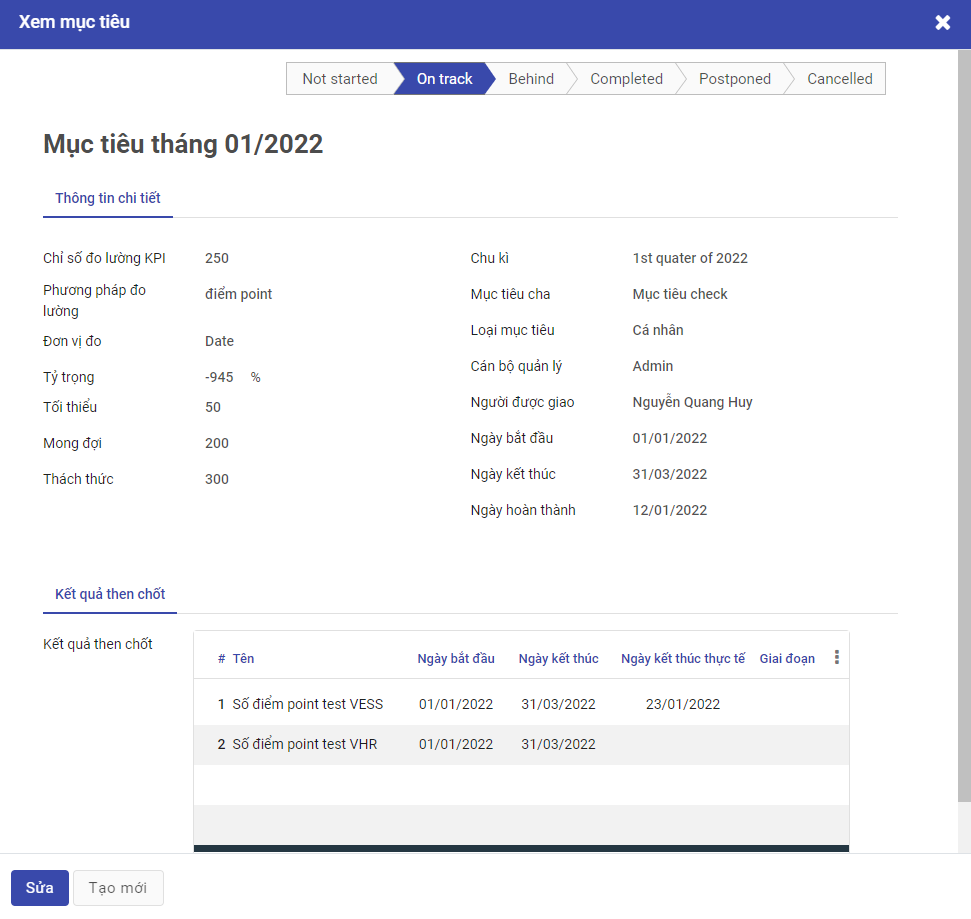 Xem mục tiêu
Not started On track Behind Completed Postponed Cancelled
Mục tiêu tháng 01/2022
Thông tin chi tiết
Chỉ số đo lường KPI 250
Phương pháp đo
lường
điểm point
Đơn vị đo Date
Tỷ trọng -945 %
Tối thiểu 50
Mong đợi 200
Thách thức 300
Chu kì 1st quater of 2022
Mục tiêu cha Mục tiêu check
Loại mục tiêu Cá nhân
Cán bộ quản lý Admin
Người được giao Nguyễn Quang Huy
Ngày bắt đầu 01/01/2022
Ngày kết thúc 31/03/2022
Ngày hoàn thành 12/01/2022
Kết quả then chốt
Kết quả then chốt
# Tên Ngày bắt đầu Ngày kết thúc Ngày kết thúc thực tế Giai đoạn
1 Số điểm point test VESS 01/01/2022 31/03/2022 23/01/2022
2 Số điểm point test VHR 01/01/2022 31/03/2022
Sửa Tạo mới